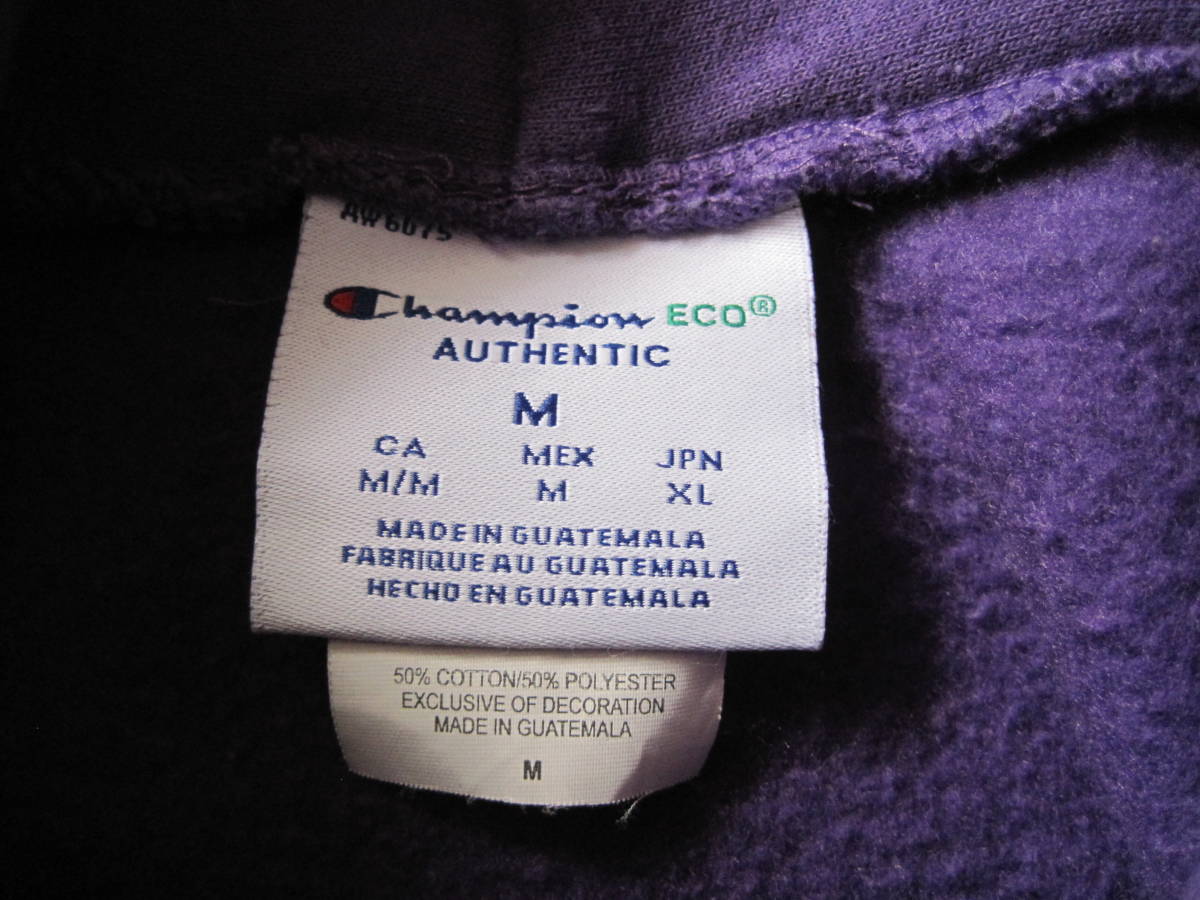 AW6075
Champion ECO®
AUTHENTIC
M
CA MEX JPN
M/M M XL
MADE IN GUATEMALA
FABRIQUE AU GUATEMALA
HECHO EN GUATEMALA
50% COTTON/50% POLYESTER
EXCLUSIVE OF DECORATION
MADE IN GUATEMALA
M